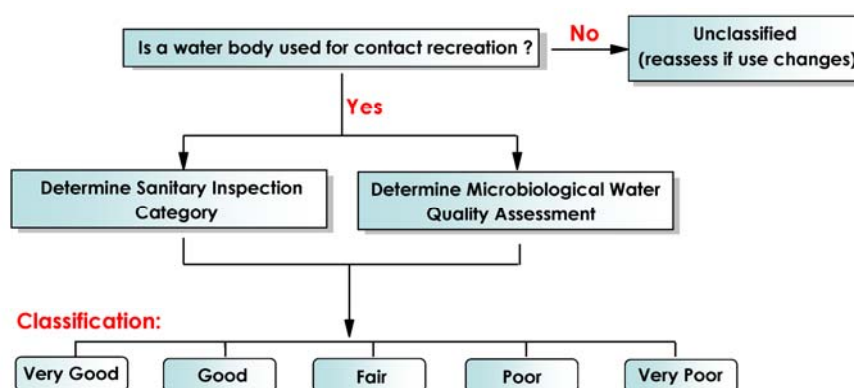 Is a water body used for contact recreation ?
No
Unclassified
(reassess if use changes)
Yes
Determine Sanitary Inspection
Category
Determine Microbiological Water
Quality Assessment
Classification:
Very Good
Good
Fair
Poor
Very Poor